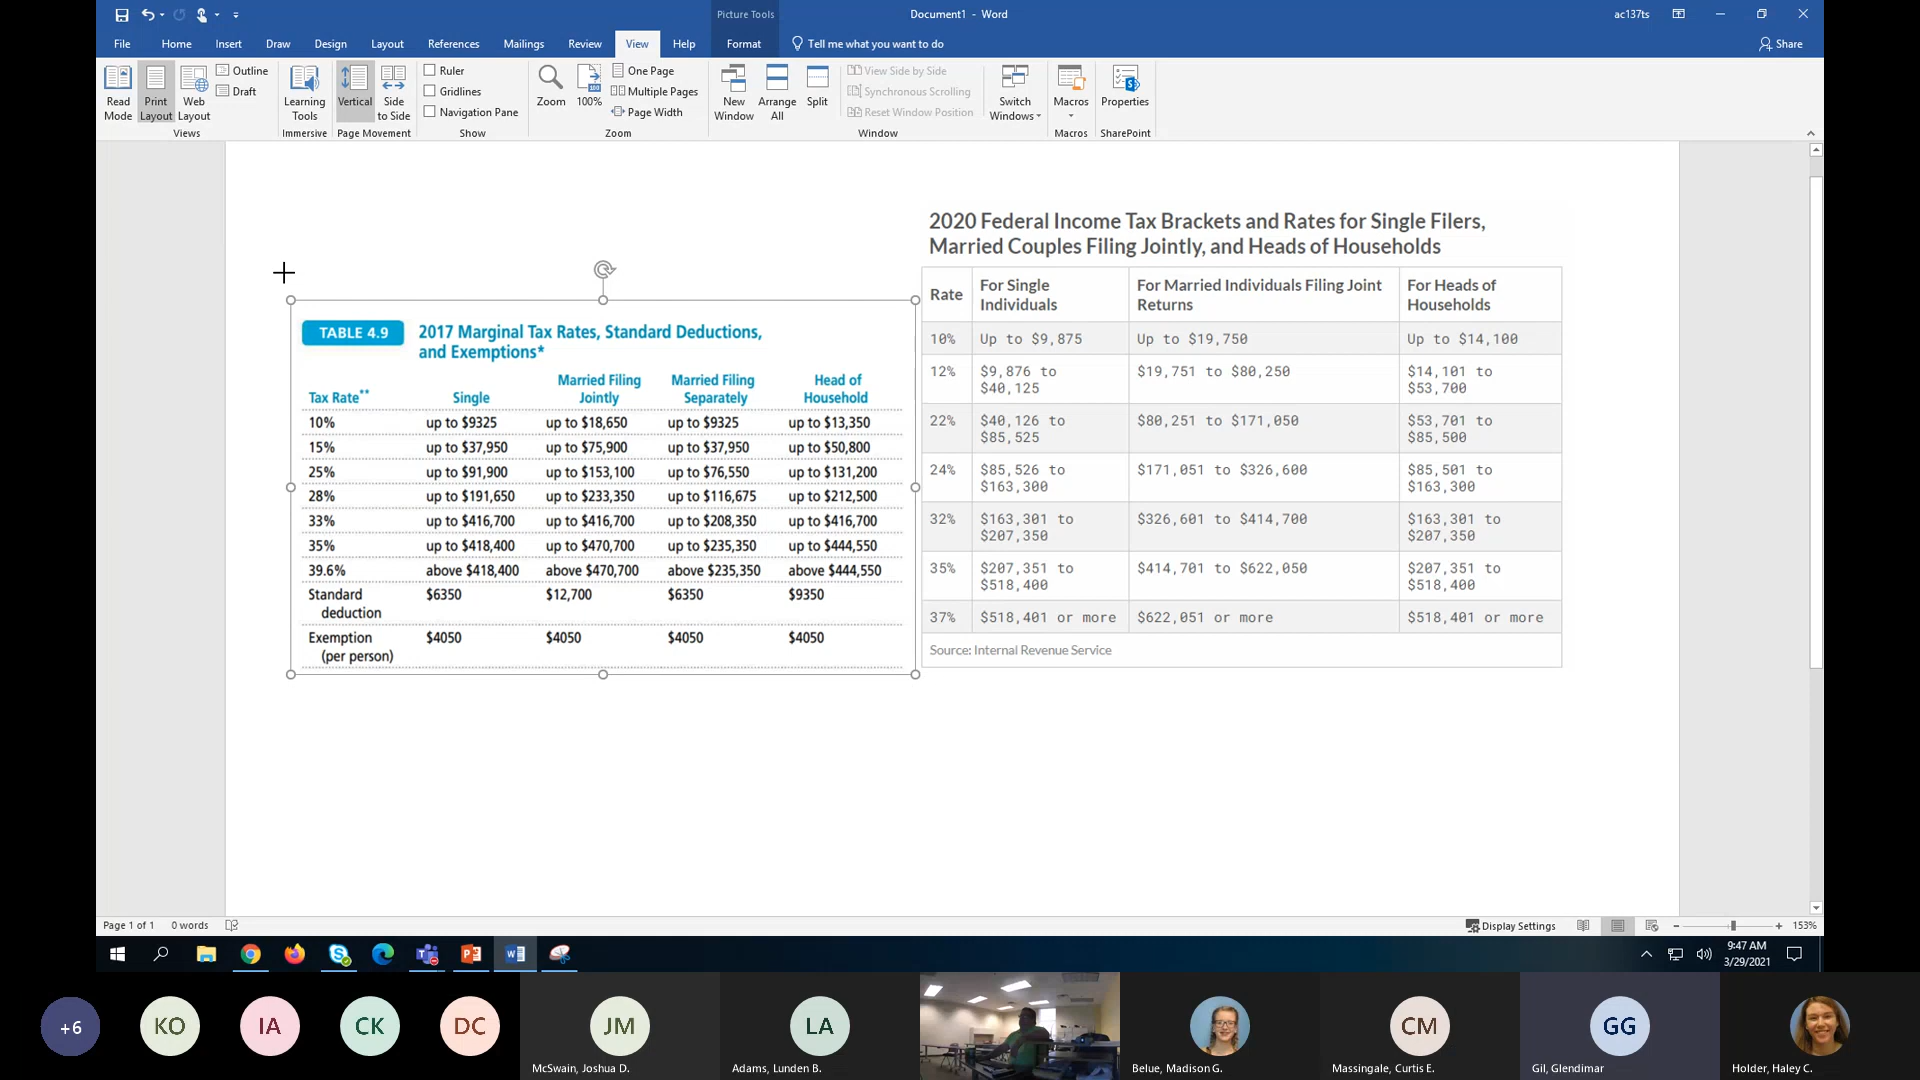 Picture Tools
Document1 - Word
ac137ts
File Home Insert Draw Design Layout References Mailings Review View Help Format Tell me what you want to do Share
Read Mode
Print Layout
Web Layout
Outline
Draft
Views
Learning Tools
Immersive
Vertical
Side to Side
Page Movement
Ruler
Gridlines
Navigation Pane
Show
Zoom
100%
One Page
Multiple Pages
Page Width
Zoom
New Window
Arrange All
Split
View Side by Side
Synchronous Scrolling
Reset Window Position
Window
Switch Windows
Macros
Macros
Properties
SharePoint
TABLE 4.9
2017 Marginal Tax Rates, Standard Deductions,
and Exemptions*
Tax Rate** Single Married Filing Jointly Married Filing Separately Head of Household
10% up to $9325 up to $18,650 up to $9325 up to $13,350
15% up to $37,950 up to $75,900 up to $37,950 up to $50,800
25% up to $91,900 up to $153,100 up to $76,550 up to $131,200
28% up to $191,650 up to $233,350 up to $116,675 up to $212,500
33% up to $416,700 up to $416,700 up to $208,350 up to $416,700
35% up to $418,400 up to $470,700 up to $235,350 up to $444,550
39.6% above $418,400 above $470,700 above $235,350 above $444,550
Standard deduction $6350 $12,700 $6350 $9350
Exemption (per person) $4050 $4050 $4050 $4050
2020 Federal Income Tax Brackets and Rates for Single Filers,
Married Couples Filing Jointly, and Heads of Households
Rate For Single Individuals For Married Individuals Filing Joint Returns For Heads of Households
10% Up to $9,875 Up to $19,750 Up to $14,100
12% $9,876 to $40,125 $19,751 to $80,250 $14,101 to $53,700
22% $40,126 to $85,525 $80,251 to $171,050 $53,701 to $85,500
24% $85,526 to $163,300 $171,051 to $326,600 $85,501 to $163,300
32% $163,301 to $207,350 $326,601 to $414,700 $163,301 to $207,350
35% $207,351 to $518,400 $414,701 to $622,050 $207,351 to $518,400
37% $518,401 or more $622,051 or more $518,401 or more
Source: Internal Revenue Service
Page 1 of 1 0 words
Display Settings
153%
9:47 AM
3/29/2021
+6
KO
IA
CK
DC
JM
McSwain, Joshua D.
LA
Adams, Lunden B.
Belue, Madison G.
CM
Massingale, Curtis E.
GG
Gil, Glendimar
Holder, Haley C.